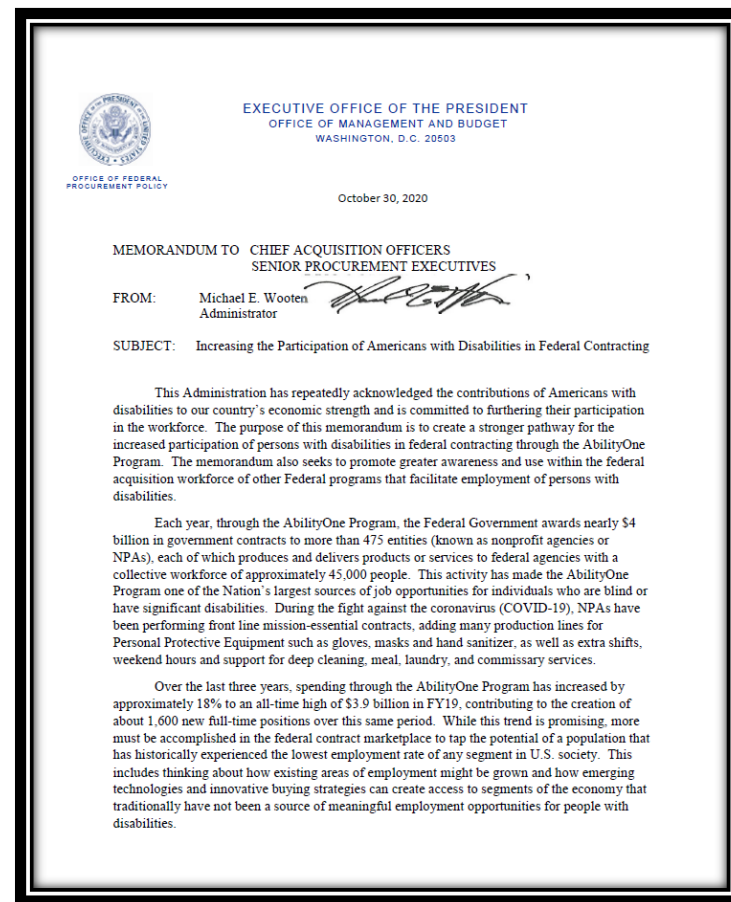 EXECUTIVE OFFICE OF THE PRESIDENT
OFFICE OF MANAGEMENT AND BUDGET
WASHINGTON, D.C. 20503
OFFICE OF FEDERAL
PROCUREMENT POLICY
October 30, 2020
MEMORANDUM TO CHIEF ACQUISITION OFFICERS
SENIOR PROCUREMENT EXECUTIVES
FROM: Michael E. Wooten
Administrator
SUBJECT: Increasing the Participation of Americans with Disabilities in Federal Contracting
This Administration has repeatedly acknowledged the contributions of Americans with
disabilities to our country's economic strength and is committed to furthering their participation
in the workforce. The purpose of this memorandum is to create a stronger pathway for the
increased participation of persons with disabilities in federal contracting through the AbilityOne
Program. The memorandum also seeks to promote greater awareness and use within the federal
acquisition workforce of other Federal programs that facilitate employment of persons with
disabilities.
Each year, through the AbilityOne Program, the Federal Government awards nearly $4
billion in government contracts to more than 475 entities (known as nonprofit agencies or
NPAs), each of which produces and delivers products or services to federal agencies with a
collective workforce of approximately 45,000 people. This activity has made the AbilityOne
Program one of the Nation's largest sources of job opportunities for individuals who are blind or
have significant disabilities. During the fight against the coronavirus (COVID-19), NPAs have
been performing front line mission-essential contracts, adding many production lines for
Personal Protective Equipment such as gloves, masks and hand sanitizer, as well as extra shifts,
weekend hours and support for deep cleaning, meal, laundry, and commissary services.
Over the last three years, spending through the AbilityOne Program has increased by
approximately 18% to an all-time high of $3.9 billion in FY19, contributing to the creation of
about 1,600 new full-time positions over this same period. While this trend is promising, more
must be accomplished in the federal contract marketplace to tap the potential of a population that
has historically experienced the lowest employment rate of any segment in U.S. society. This
includes thinking about how existing areas of employment might be grown and how emerging
technologies and innovative buying strategies can create access to segments of the economy that
traditionally have not been a source of meaningful employment opportunities for people with
disabilities.